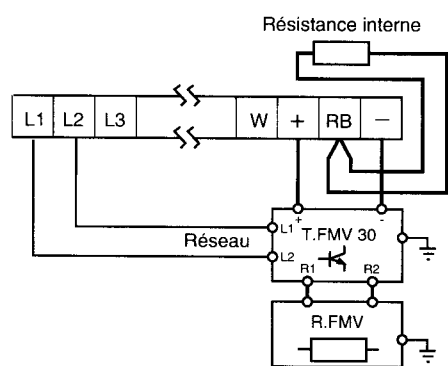 Résistance interne
L1 L2 L3 W + RB −
+ -
L1 T.FMV 30
Réseau
L2
R1 R2
R.FMV